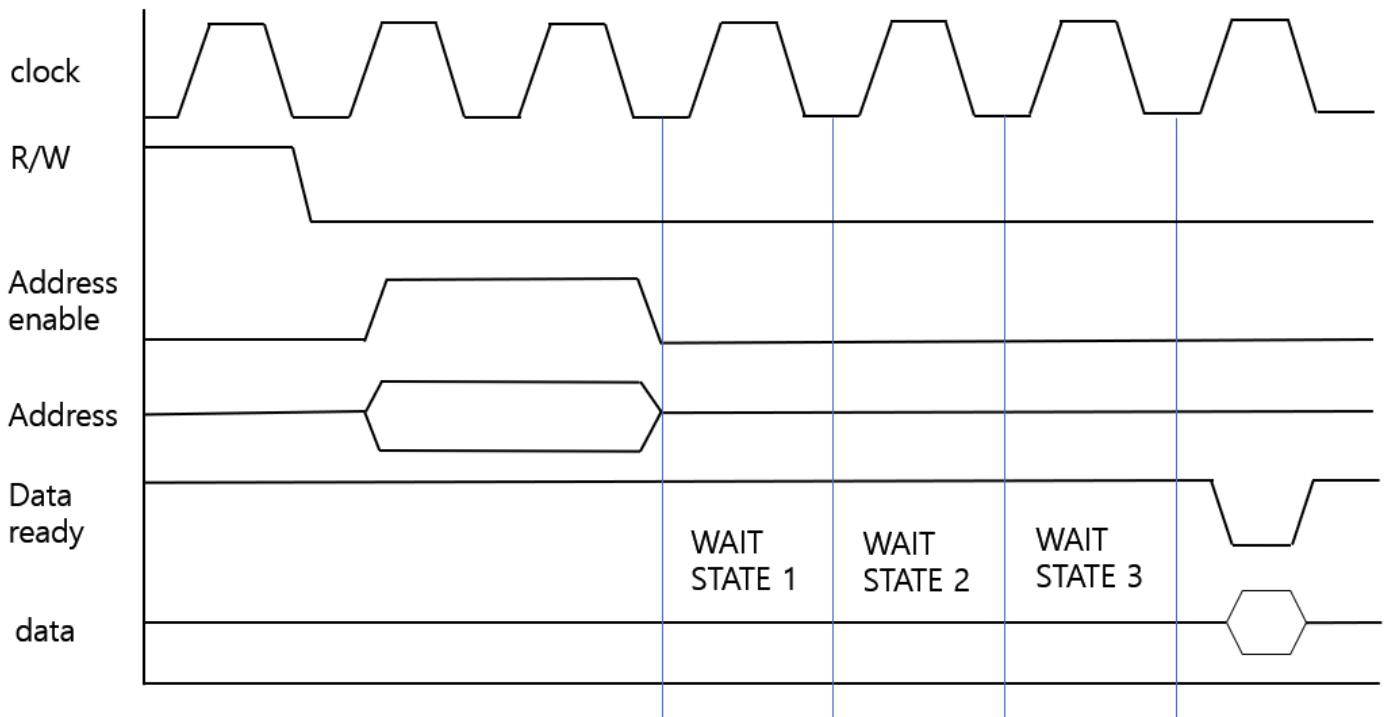 clock
R/W
Address
enable
Address
Data
ready
WAIT
STATE 1
WAIT
STATE 2
WAIT
STATE 3
data